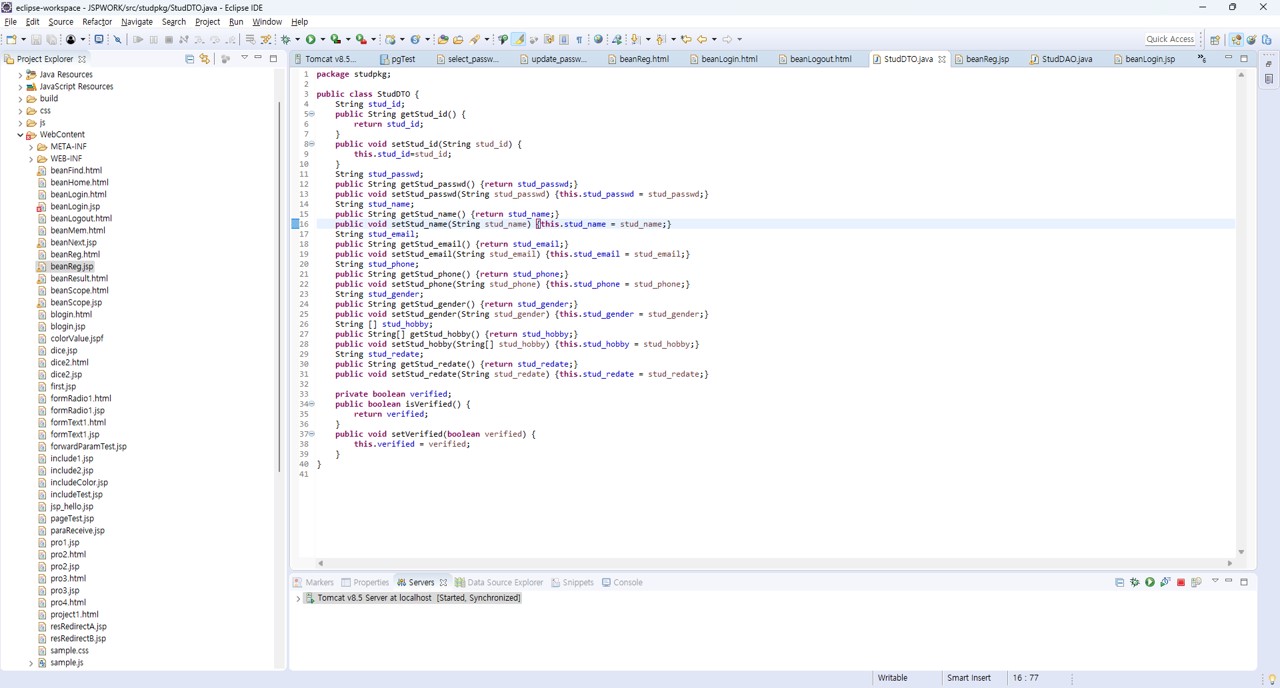 eclipse-workspace - JSPWORK/src/studpkg/StudDTO.java - Eclipse IDE
File Edit Source Refactor Navigate Search Project Run Window Help
Quick Access
Project Explorer
Java Resources
JavaScript Resources
build
css
js
WebContent
META-INF
WEB-INF
beanFind.html
beanHome.html
beanLogin.html
beanLogin.jsp
beanLogout.html
beanMem.html
beanNext.jsp
beanReg.html
beanReg.jsp
beanResult.html
beanScope.html
beanScope.jsp
blogin.html
blogin.jsp
colorValue.jspf
dice.jsp
dice2.html
dice2.jsp
first.jsp
formRadio1.html
formRadio1.jsp
formText1.html
formText1.jsp
forwardParamTest.jsp
include1.jsp
include2.jsp
includeColor.jsp
includeTest.jsp
jsp_hello.jsp
pageTest.jsp
paraReceive.jsp
pro1.jsp
pro2.html
pro2.jsp
pro3.html
pro3.jsp
pro4.html
project1.html
resRedirectA.jsp
resRedirectB.jsp
sample.css
sample.js
Tomcat v8.5... pgTest select_passw... update_passw... beanReg.html beanLogin.html beanLogout.html StudDTO.java beanReg.jsp StudDAO.java beanLogin.jsp »6
1 package studpkg;
2
3 public class StudDTO {
4 String stud_id;
5 public String getStud_id() {
6 return stud_id;
7 }
8 public void setStud_id(String stud_id) {
9 this.stud_id=stud_id;
10 }
11 String stud_passwd;
12 public String getStud_passwd() {return stud_passwd;}
13 public void setStud_passwd(String stud_passwd) {this.stud_passwd = stud_passwd;}
14 String stud_name;
15 public String getStud_name() {return stud_name;}
16 public void setStud_name(String stud_name) {this.stud_name = stud_name;}
17 String stud_email;
18 public String getStud_email() {return stud_email;}
19 public void setStud_email(String stud_email) {this.stud_email = stud_email;}
20 String stud_phone;
21 public String getStud_phone() {return stud_phone;}
22 public void setStud_phone(String stud_phone) {this.stud_phone = stud_phone;}
23 String stud_gender;
24 public String getStud_gender() {return stud_gender;}
25 public void setStud_gender(String stud_gender) {this.stud_gender = stud_gender;}
26 String [] stud_hobby;
27 public String[] getStud_hobby() {return stud_hobby;}
28 public void setStud_hobby(String[] stud_hobby) {this.stud_hobby = stud_hobby;}
29 String stud_redate;
30 public String getStud_redate() {return stud_redate;}
31 public void setStud_redate(String stud_redate) {this.stud_redate = stud_redate;}
32
33 private boolean verified;
34 public boolean isVerified() {
35 return verified;
36 }
37 public void setVerified(boolean verified) {
38 this.verified = verified;
39 }
40 }
41
Markers Properties Servers Data Source Explorer Snippets Console
Tomcat v8.5 Server at localhost [Started, Synchronized]
Writable Smart Insert 16 : 77